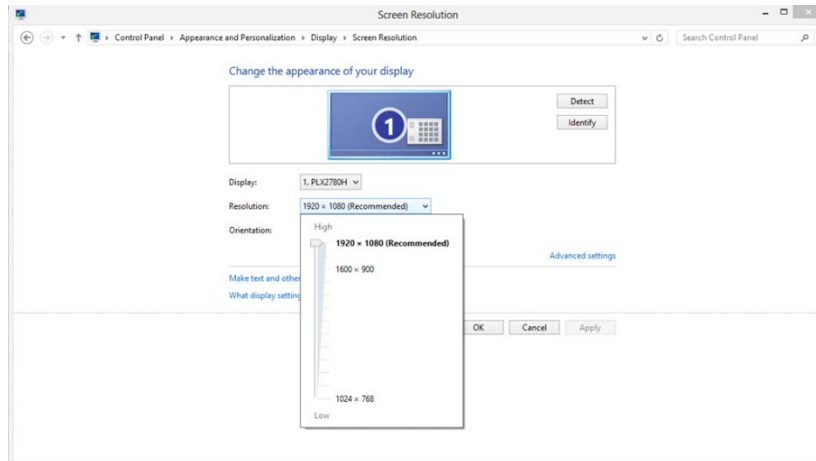 Screen Resolution
Control Panel Appearance and Personalization Display Screen Resolution
Search Control Panel
Change the appearance of your display
1
Detect
Identify
Display: 1. PLX2780H
Resolution: 1920 × 1080 (Recommended)
Orientation:
High
1920 × 1080 (Recommended)
1600 × 900
1024 × 768
Low
Advanced settings
Make text and other
What display setting
OK Cancel Apply